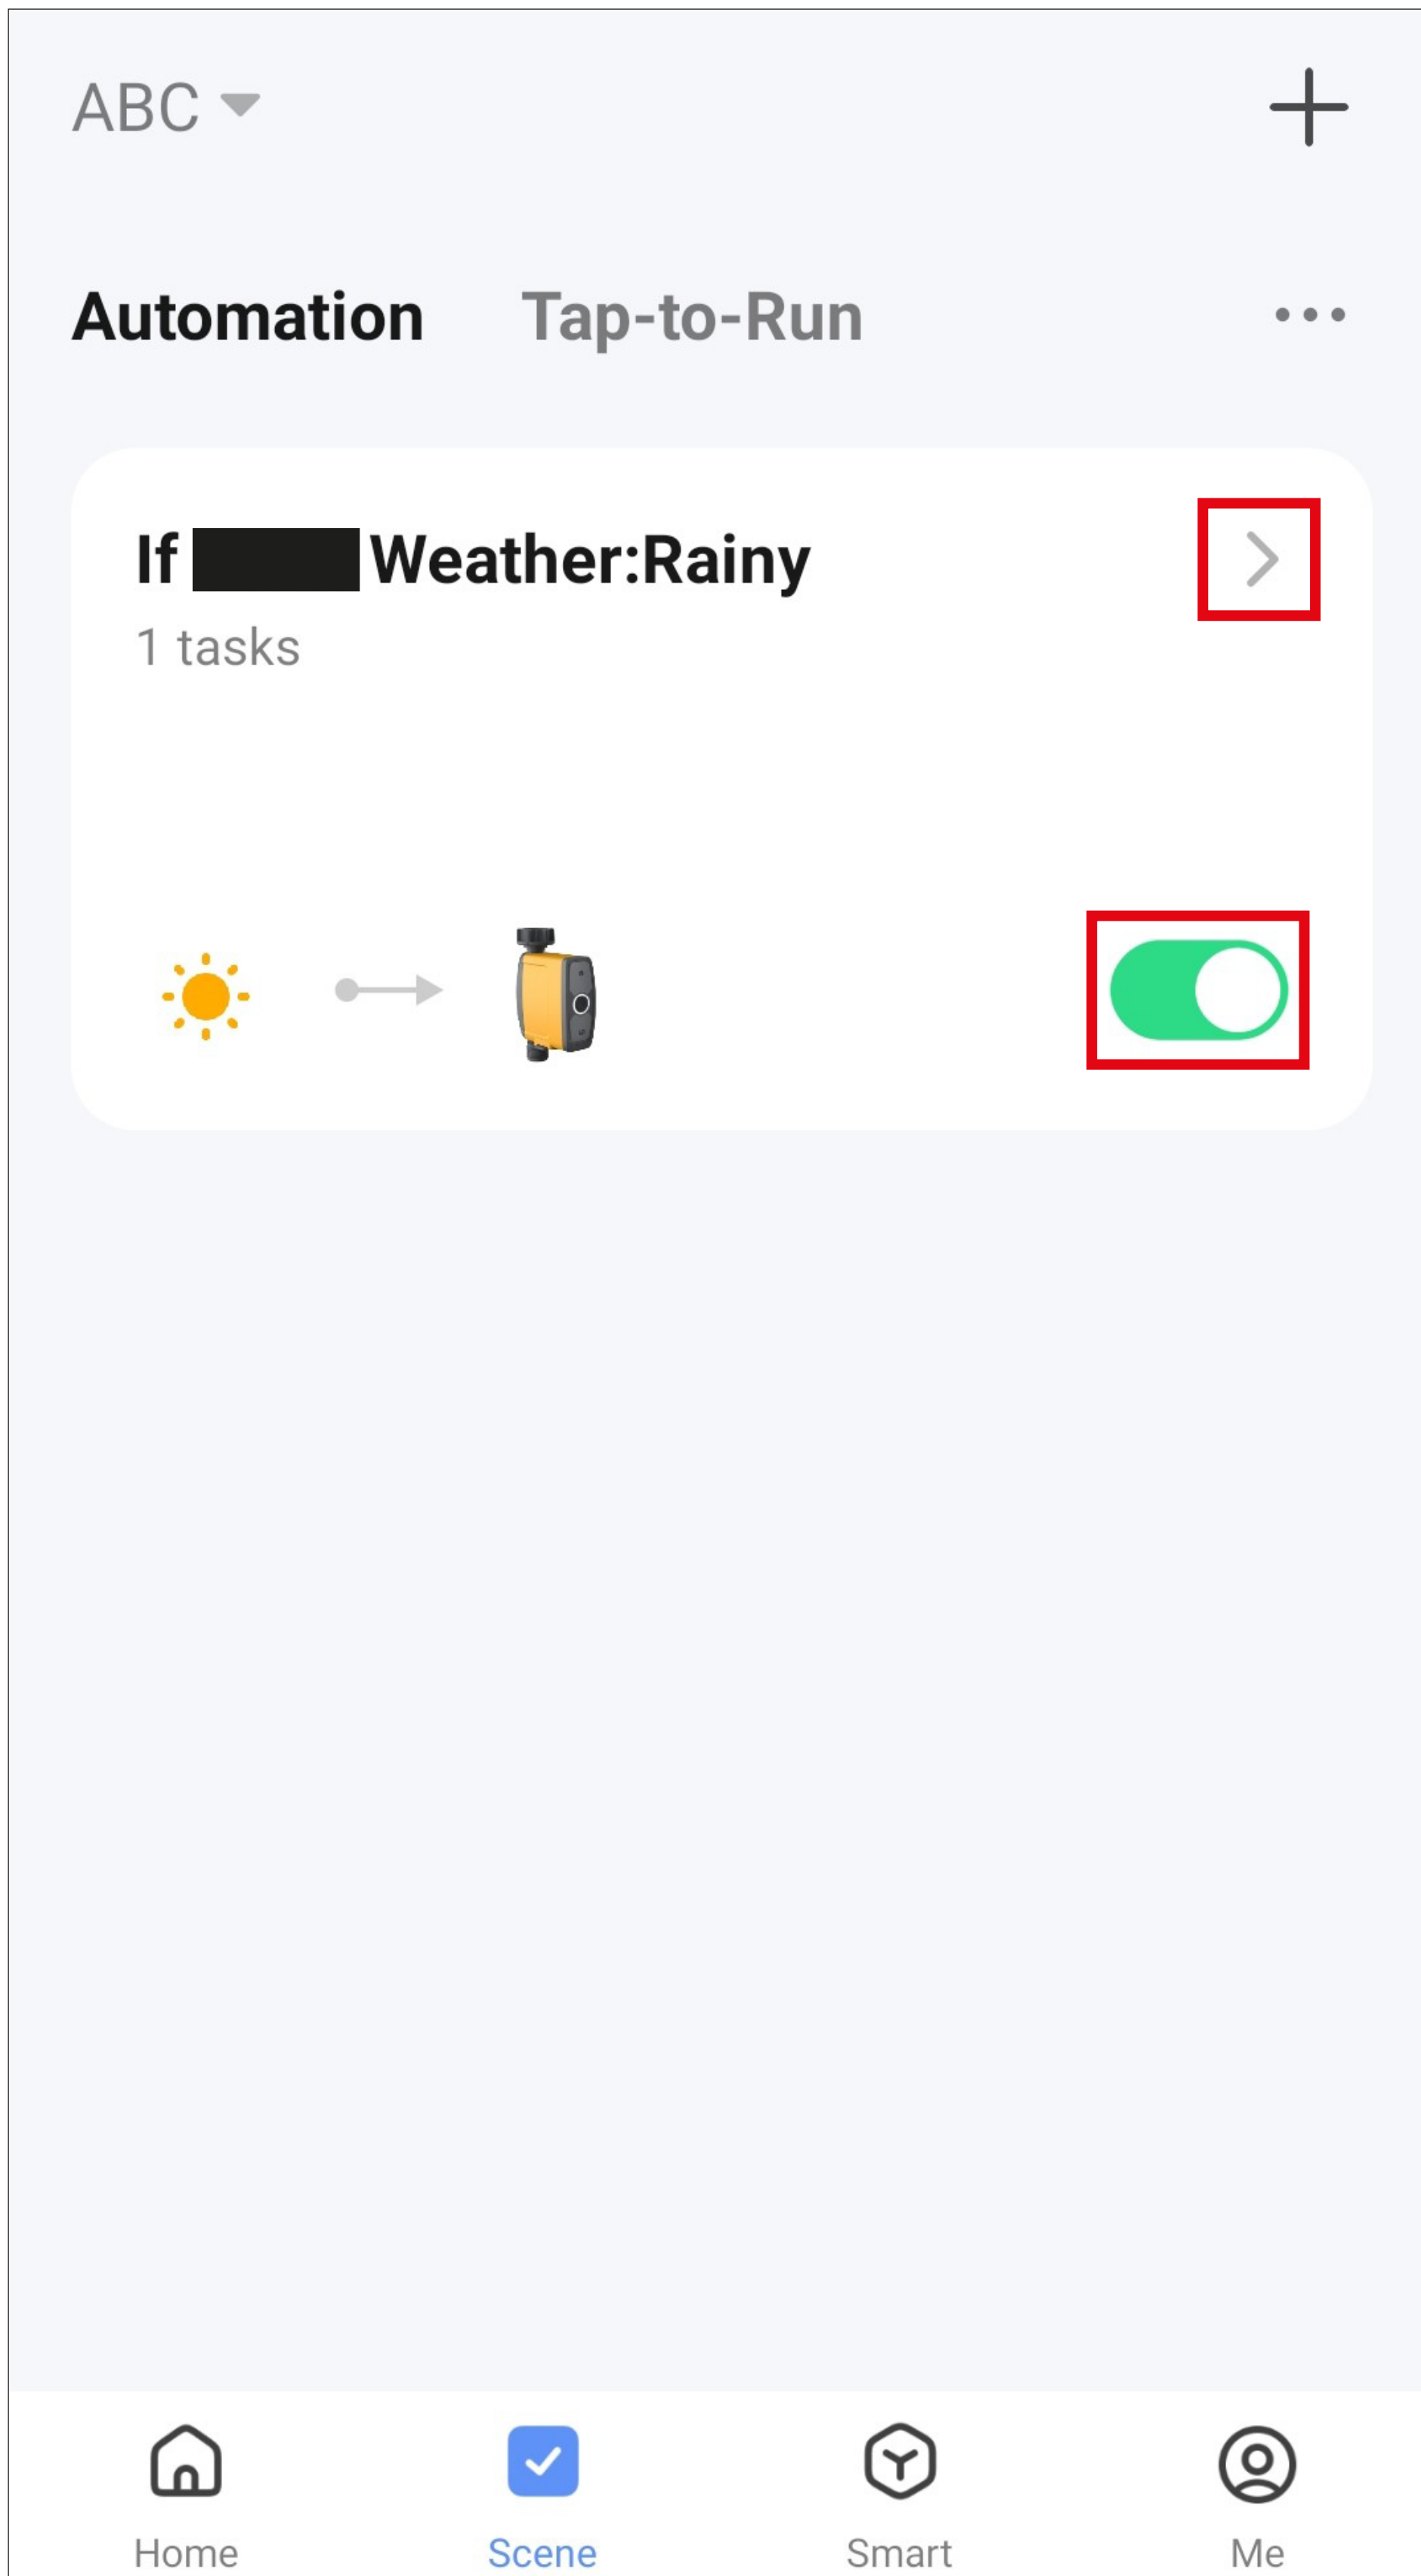 ABC
Automation Tap-to-Run
If Weather:Rainy
1 tasks
Home Scene Smart Me